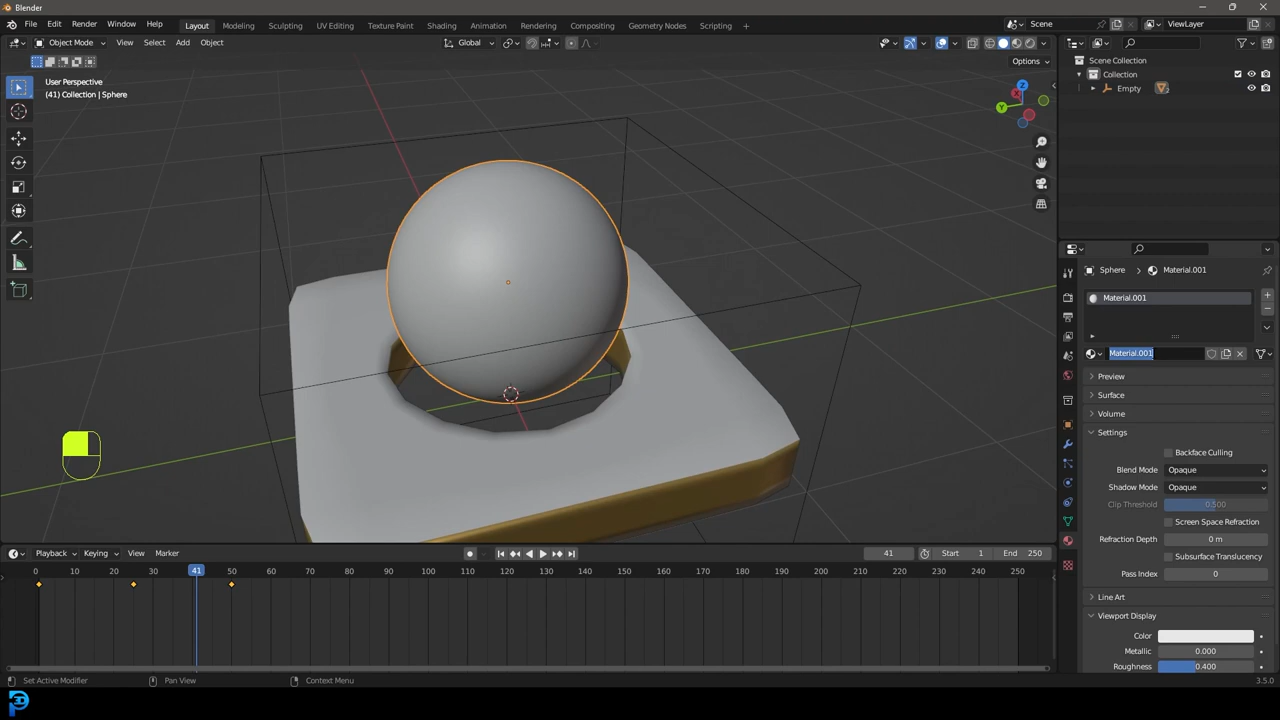 Blender
File Edit Render Window Help Layout Modeling Sculpting UV Editing Texture Paint Shading Animation Rendering Compositing Geometry Nodes Scripting Scene ViewLayer
Object Mode View Select Add Object Global
Options
User Perspective
(41) Collection | Sphere
X
Y
Z
Scene Collection
Collection
Empty
Sphere Material.001
Material.001
Material.001
Preview
Surface
Volume
Settings
Backface Culling
Blend Mode Opaque
Shadow Mode Opaque
Clip Threshold 0.500
Screen Space Refraction
Refraction Depth 0 m
Subsurface Translucency
Pass Index 0
Line Art
Viewport Display
Color
Metallic 0.000
Roughness 0.400
Playback Keying View Marker 41 Start 1 End 250
0 10 20 30 41 50 60 70 80 90 100 110 120 130 140 150 160 170 180 190 200 210 220 230 240 250
Set Active Modifier Pan View Context Menu 3.5.0